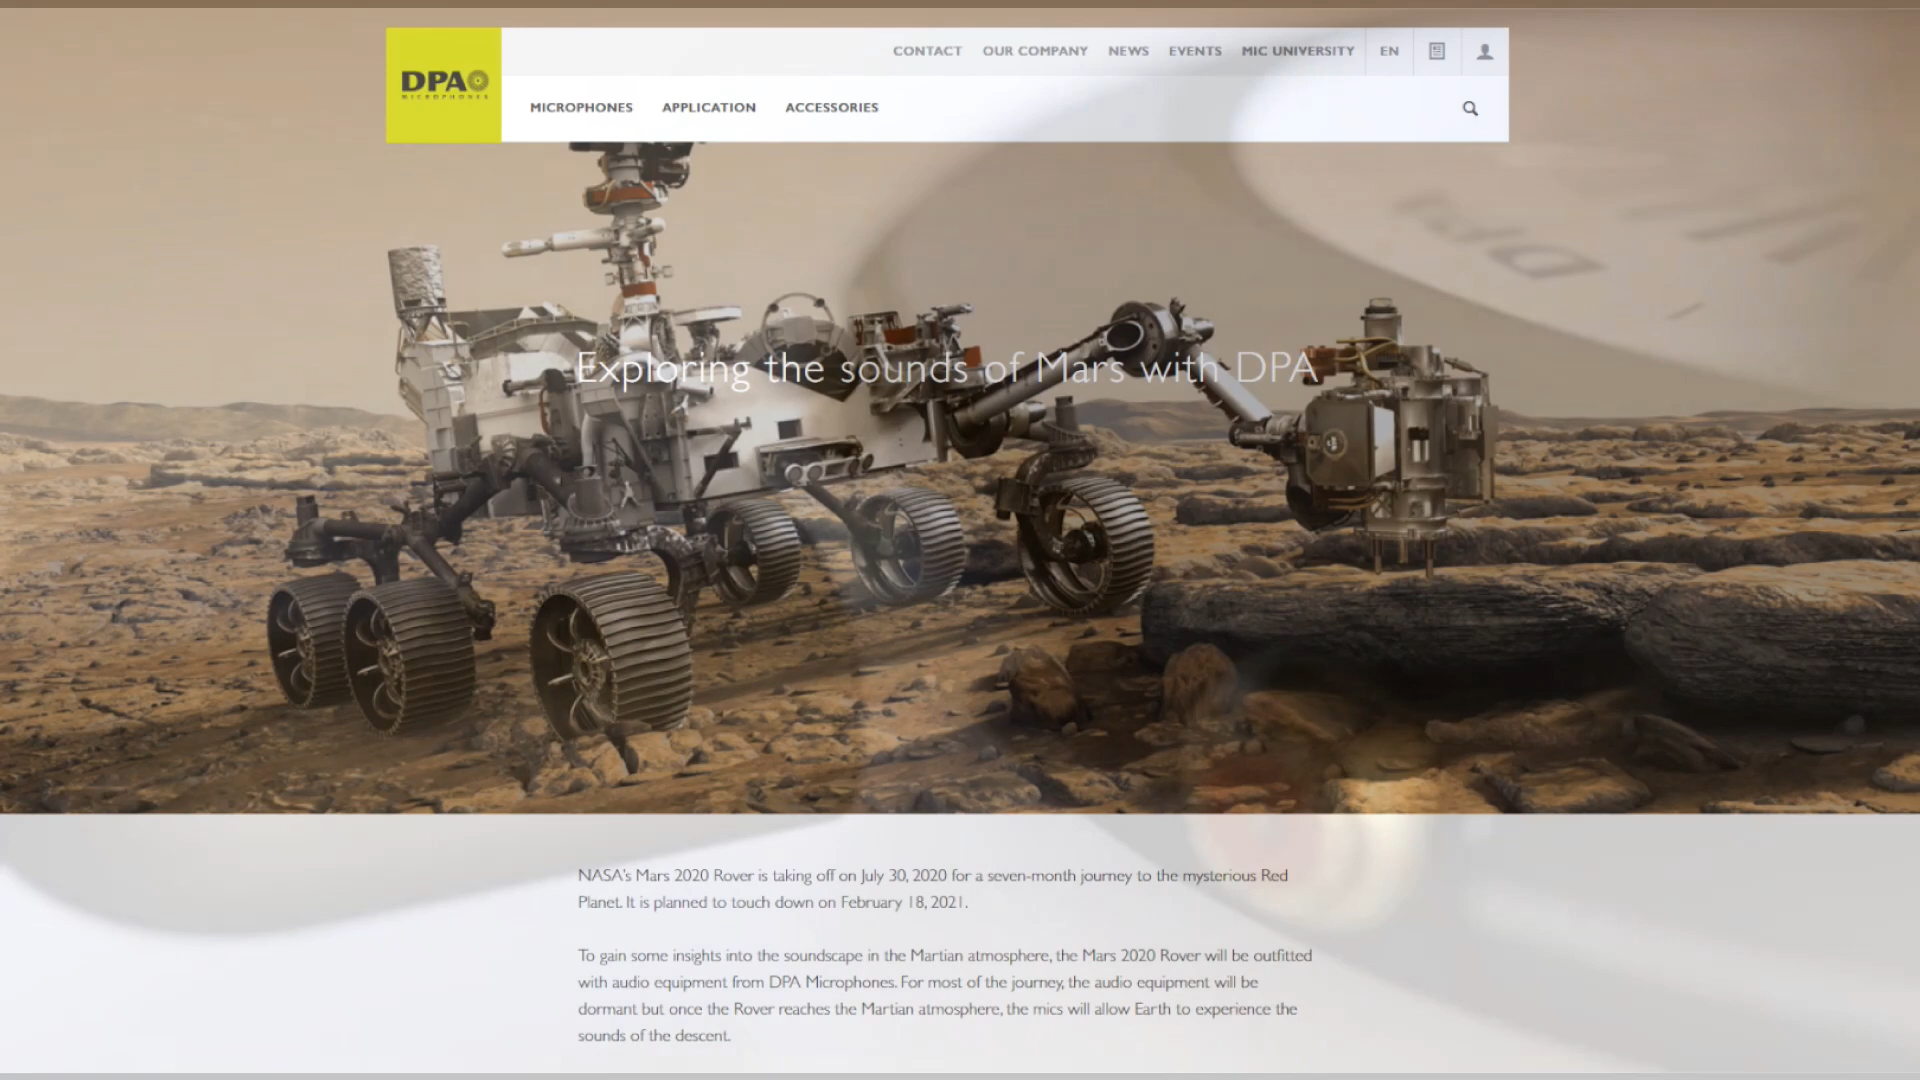 CONTACT OUR COMPANY NEWS EVENTS MIC UNIVERSITY EN
DPA
MICROPHONES
MICROPHONES APPLICATION ACCESSORIES
DPA
Exploring the sounds of Mars with DPA
NASA's Mars 2020 Rover is taking off on July 30, 2020 for a seven-month journey to the mysterious Red
Planet. It is planned to touch down on February 18, 2021.
To gain some insights into the soundscape in the Martian atmosphere, the Mars 2020 Rover will be outfitted
with audio equipment from DPA Microphones. For most of the journey, the audio equipment will be
dormant but once the Rover reaches the Martian atmosphere, the mics will allow Earth to experience the
sounds of the descent.